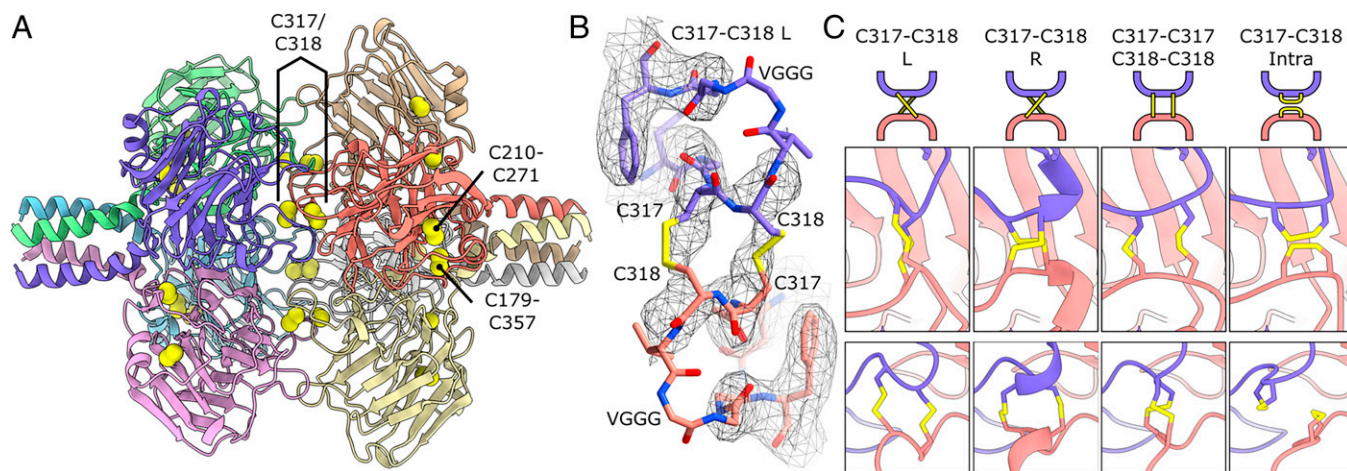 A
C317/
C318
C210-
C271
C179-
C357
B
C317-C318 L
VGGG
C317
C318
C318
C317
VGGG
C
C317-C318
L
C317-C318
R
C317-C317
C318-C318
C317-C318
Intra